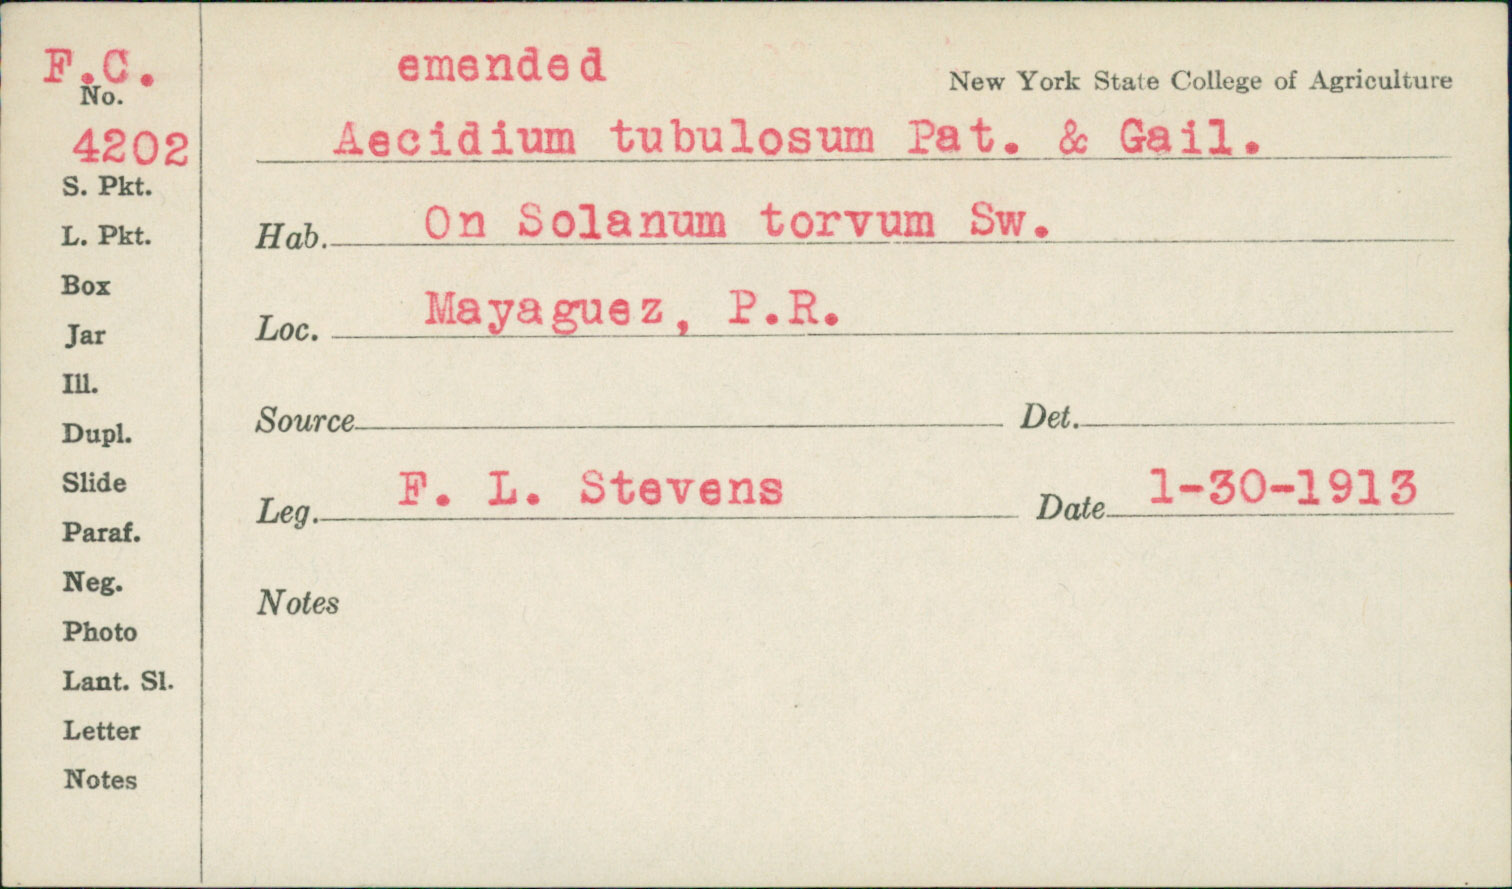 F.C.
No.
4202
S. Pkt.
L. Pkt.
Box
Jar
Ill.
Dupl.
Slide
Paraf.
Neg.
Photo
Lant. Sl.
Letter
Notes
emended
New York State College of Agriculture
Aecidium tubulosum Pat. & Gail.
Hab. On Solanum torvum Sw.
Loc. Mayaguez, P.R.
Source Det.
Leg. F. L. Stevens Date 1-30-1913
Notes